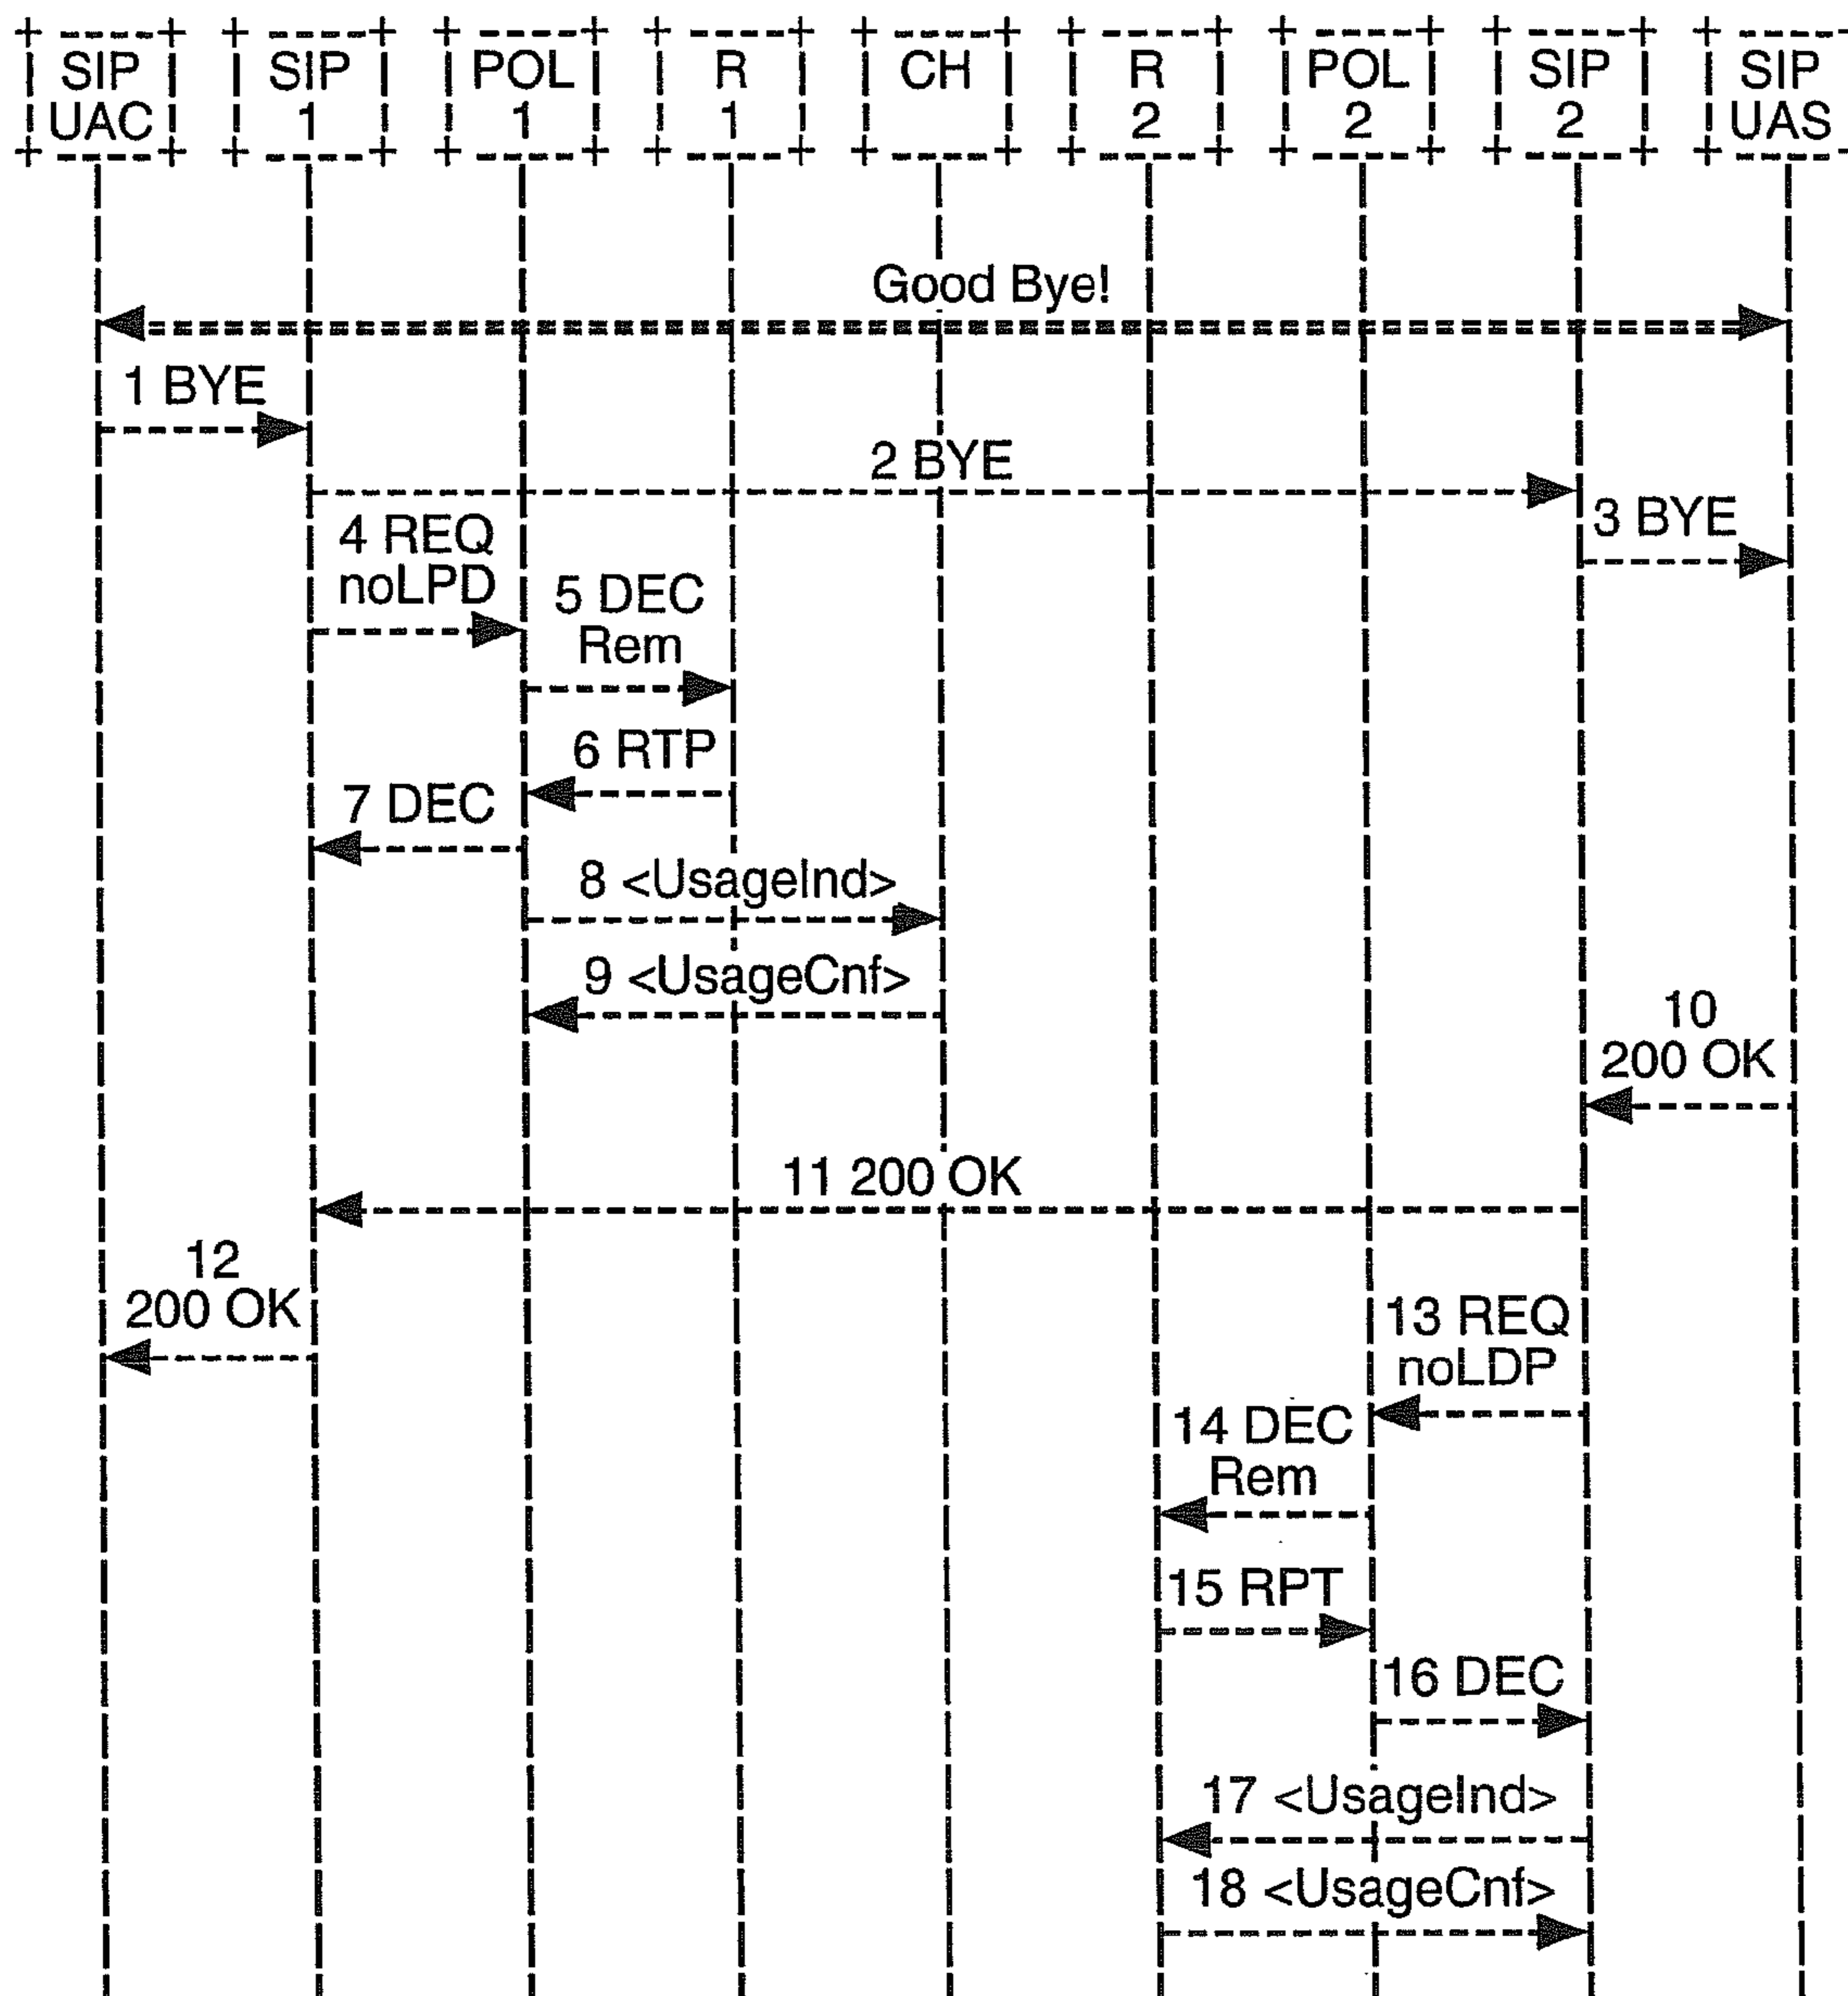 SIP UAC
SIP 1
POL 1
R 1
CH
R 2
POL 2
SIP 2
SIP UAS
Good Bye!
1 BYE
2 BYE
3 BYE
4 REQ
noLPD
5 DEC
Rem
6 RTP
7 DEC
8 <UsageInd>
9 <UsageCnf>
10
200 OK
11 200 OK
12
200 OK
13 REQ
noLDP
14 DEC
Rem
15 RPT
16 DEC
17 <UsageInd>
18 <UsageCnf>